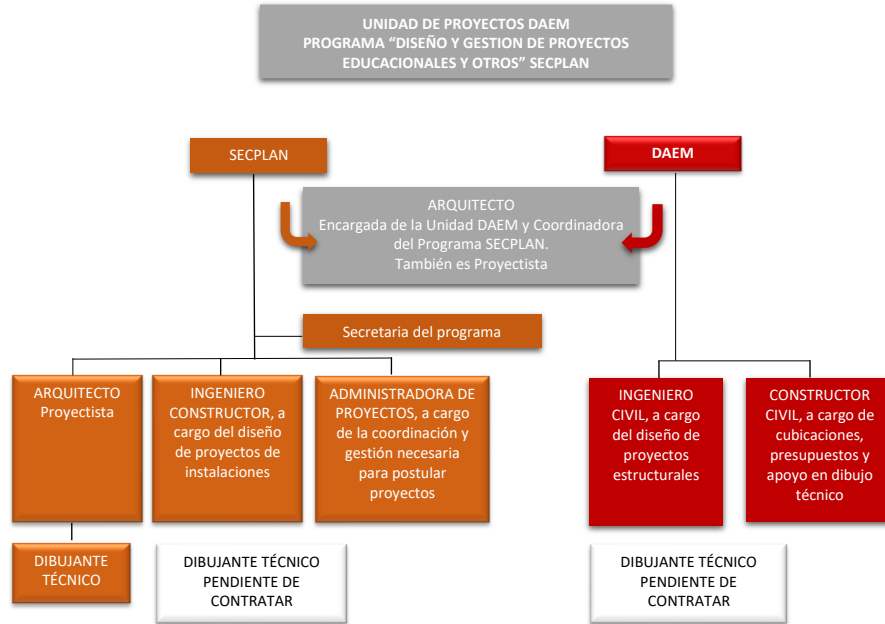 UNIDAD DE PROYECTOS DAEM
PROGRAMA “DISEÑO Y GESTION DE PROYECTOS
EDUCACIONALES Y OTROS” SECPLAN
SECPLAN
DAEM
ARQUITECTO
Encargada de la Unidad DAEM y Coordinadora
del Programa SECPLAN.
También es Proyectista
Secretaria del programa
ARQUITECTO
Proyectista
INGENIERO
CONSTRUCTOR, a
cargo del diseño
de proyectos de
instalaciones
ADMINISTRADORA DE
PROYECTOS, a cargo
de la coordinación y
gestión necesaria
para postular
proyectos
INGENIERO
CIVIL, a cargo
del diseño de
proyectos
estructurales
CONSTRUCTOR
CIVIL, a cargo de
cubicaciones,
presupuestos y
apoyo en dibujo
técnico
DIBUJANTE
TÉCNICO
DIBUJANTE TÉCNICO
PENDIENTE DE
CONTRATAR
DIBUJANTE TÉCNICO
PENDIENTE DE
CONTRATAR